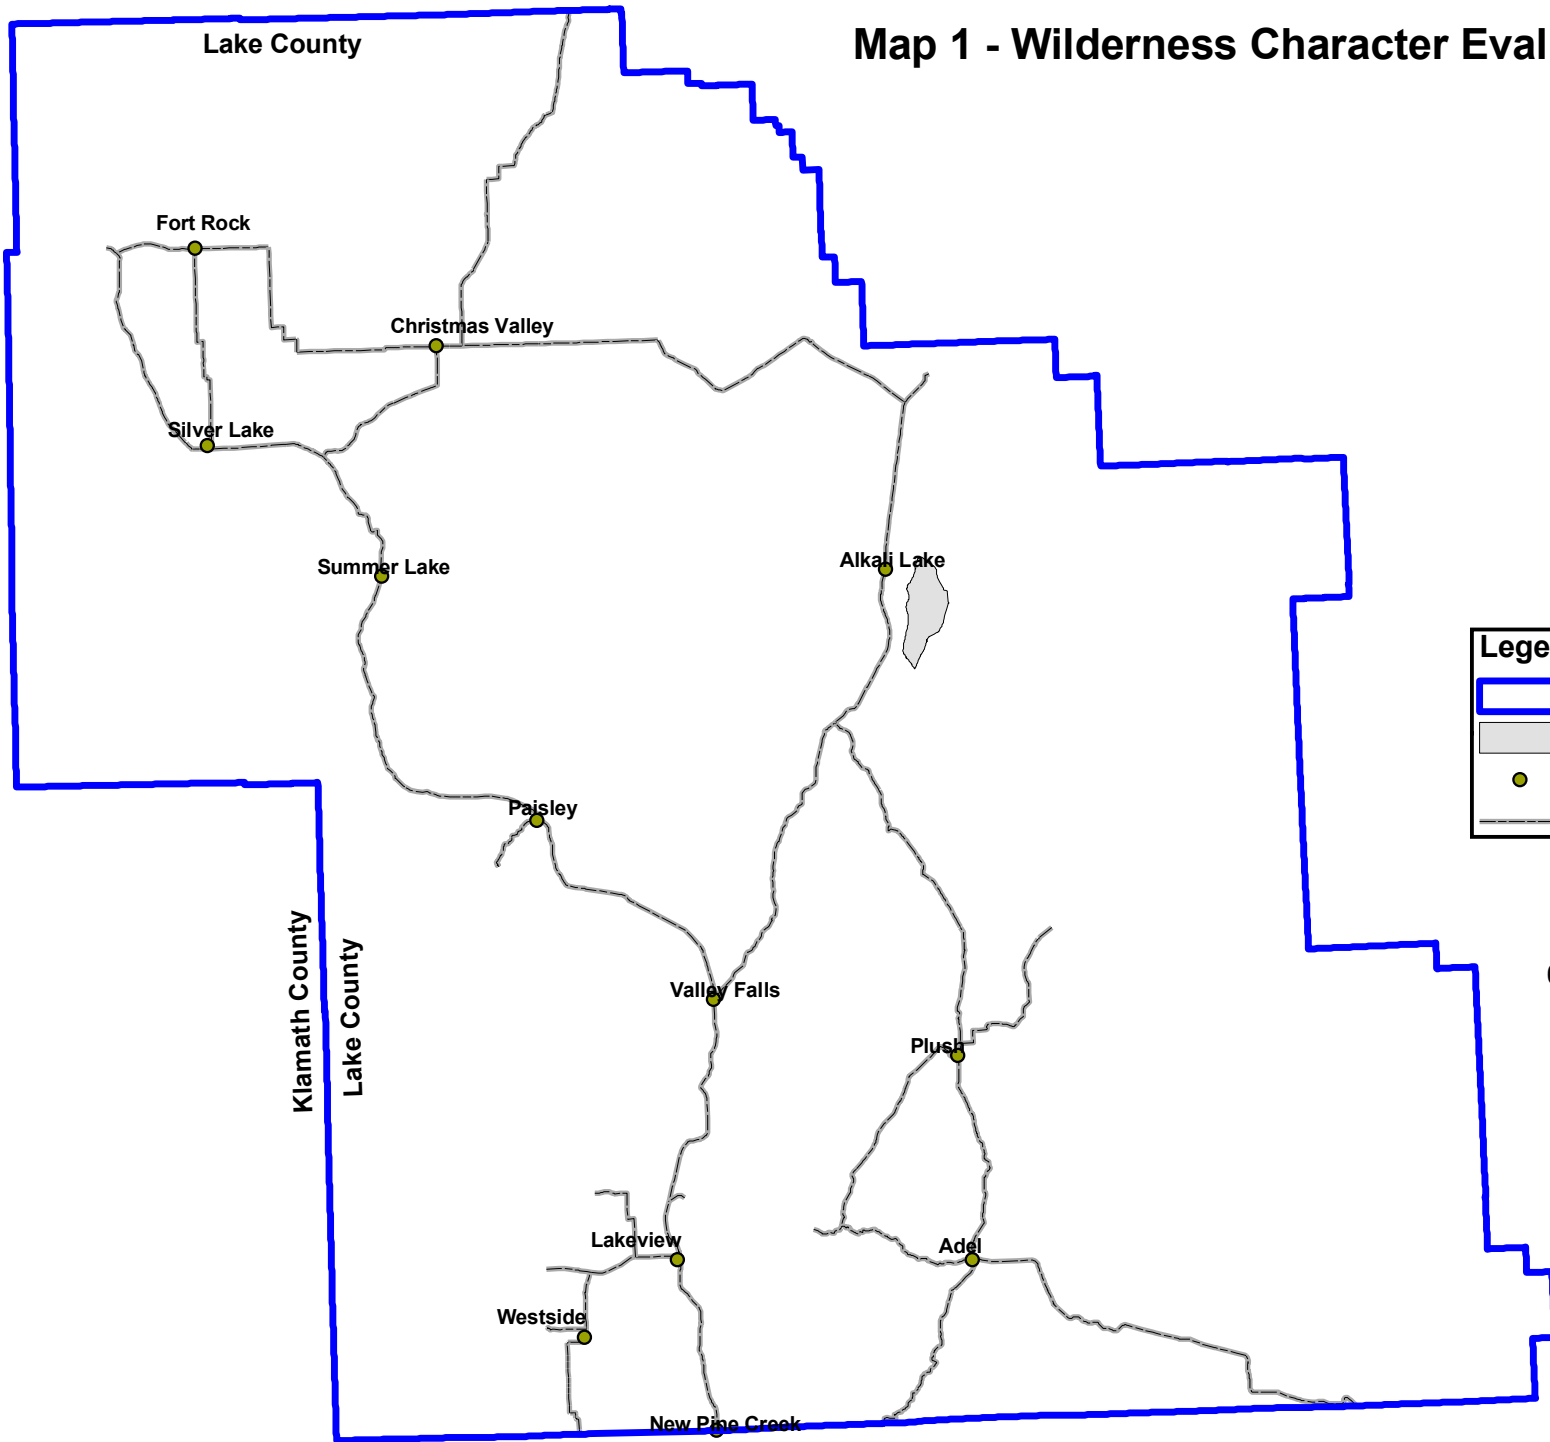 Map 1 - Wilderness Character Eval
Lake County
Fort Rock
Christmas Valley
Silver Lake
Summer Lake
Alkali Lake
Lege
Paisley
Klamath County
Lake County
Valley Falls
Plush
Lakeview
Adel
Westside
New Pine Creek